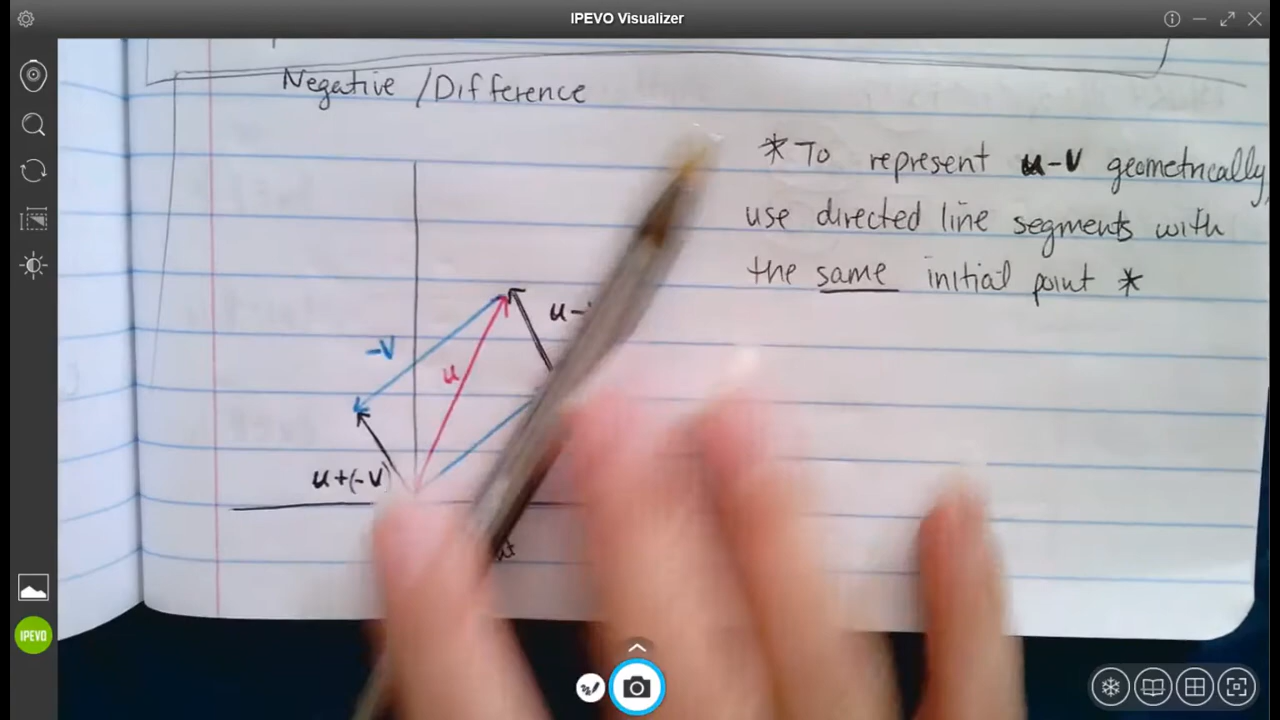 IPEVO Visualizer
Negative /Difference
*To represent u-v geometrically,
use directed line segments with
the same initial point *
u-
-v
u
u+(-v)
IPEVO